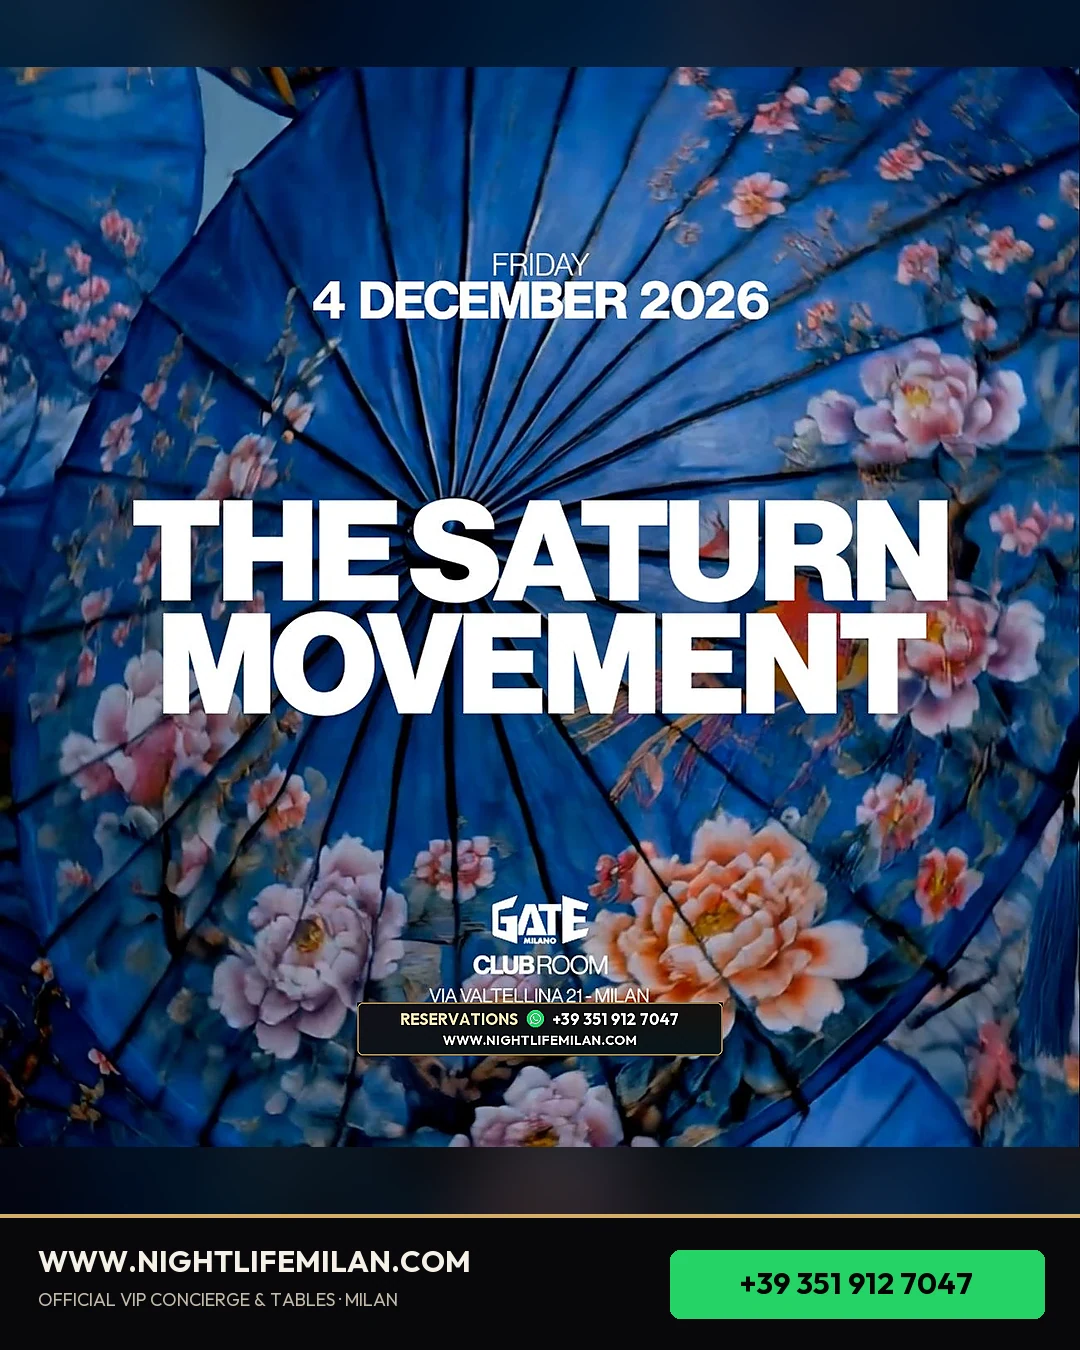 FRIDAY
4 DECEMBER 2026
THE SATURN
MOVEMENT
GATE
MILANO
CLUBROOM
VIA VALTELLINA 21 - MILAN
RESERVATIONS +39 351 912 7047
WWW.NIGHTLIFEMILAN.COM
WWW.NIGHTLIFEMILAN.COM
OFFICIAL VIP CONCIERGE & TABLES · MILAN
+39 351 912 7047